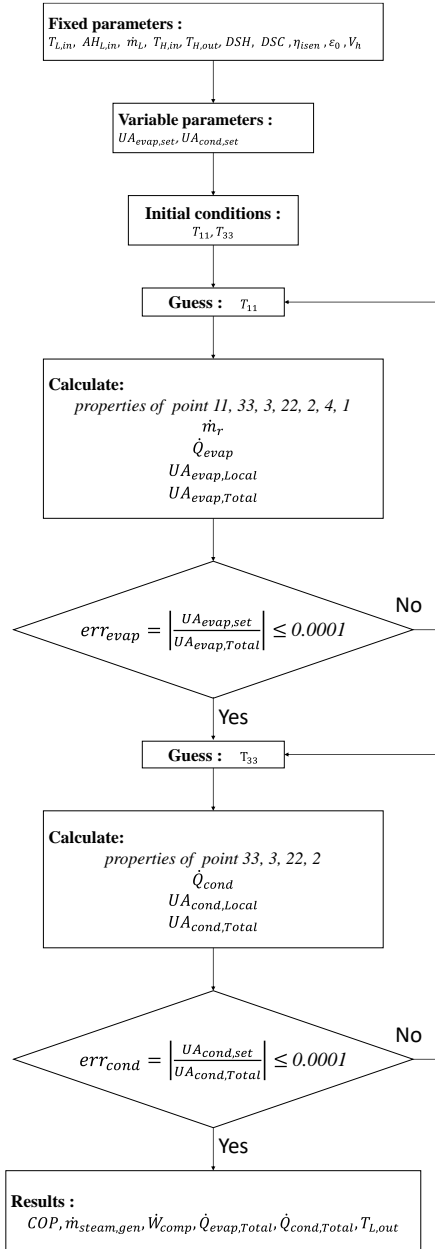 Fixed parameters :
T_{L,in}, AH_{L,in}, ṁ_L, T_{H,in}, T_{H,out}, DSH, DSC, η_{isen}, ε_0, V_h
Variable parameters :
UA_{evap,set}, UA_{cond,set}
Initial conditions :
T_{11}, T_{33}
Guess : T_{11}
Calculate:
properties of point 11, 33, 3, 22, 2, 4, 1
ṁ_r
Q̇_{evap}
UA_{evap,Local}
UA_{evap,Total}
No
err_{evap} = |UA_{evap,set} / UA_{evap,Total}| ≤ 0.0001
Yes
Guess : T_{33}
Calculate:
properties of point 33, 3, 22, 2
Q̇_{cond}
UA_{cond,Local}
UA_{cond,Total}
No
err_{cond} = |UA_{cond,set} / UA_{cond,Total}| ≤ 0.0001
Yes
Results :
COP, ṁ_{steam,gen}, Ẇ_{comp}, Q̇_{evap,Total}, Q̇_{cond,Total}, T_{L,out}